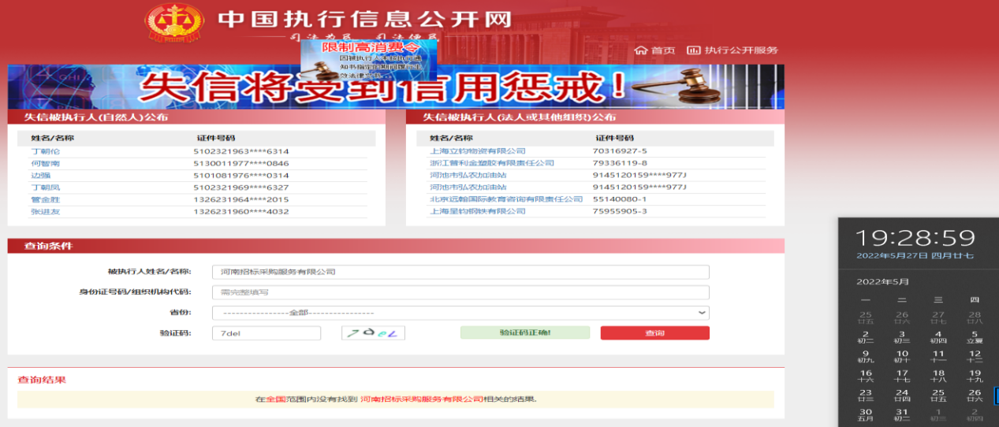 中国执行信息公开网
司法为民 司法便民
首页 执行公开服务
限制高消费令
失信将受到信用惩戒!
失信被执行人(自然人)公布
姓名/名称 证件号码
丁朝伦 5102321963****6314
何智南 5130011977****0846
边强 5101081976****0314
丁朝凤 5102321969****6327
管金胜 1326231964****2015
张进友 1326231960****4032
失信被执行人(法人或其他组织)公布
姓名/名称 证件号码
上海立钧物资有限公司 70316927-5
浙江普利金塑胶有限责任公司 79336119-8
河池市弘农加油站 9145120159****977J
河池市弘农加油站 9145120159****977J
北京远翰国际教育咨询有限责任公司 55140080-1
上海呈钧钢铁有限公司 75955905-3
查询条件
被执行人姓名/名称: 河南招标采购服务有限公司
身份证号码/组织机构代码: 需完整填写
省份: ----------------全部----------------
验证码: 7del 7deL 验证码正确! 查询
查询结果
在全国范围内没有找到 河南招标采购服务有限公司相关的结果.
19:28:59
2022年5月27日 四月廿七
2022年5月
一 二 三 四
25 26 27 28
廿五 廿六 廿七 廿八
2 3 4 5
初二 初三 初四 立夏
9 10 11 12
初九 初十 十一 十二
16 17 18 19
十六 十七 十八 十九
23 24 25 26
廿三 廿四 廿五 廿六
30 31 1 2
五月 初二 初三 初四